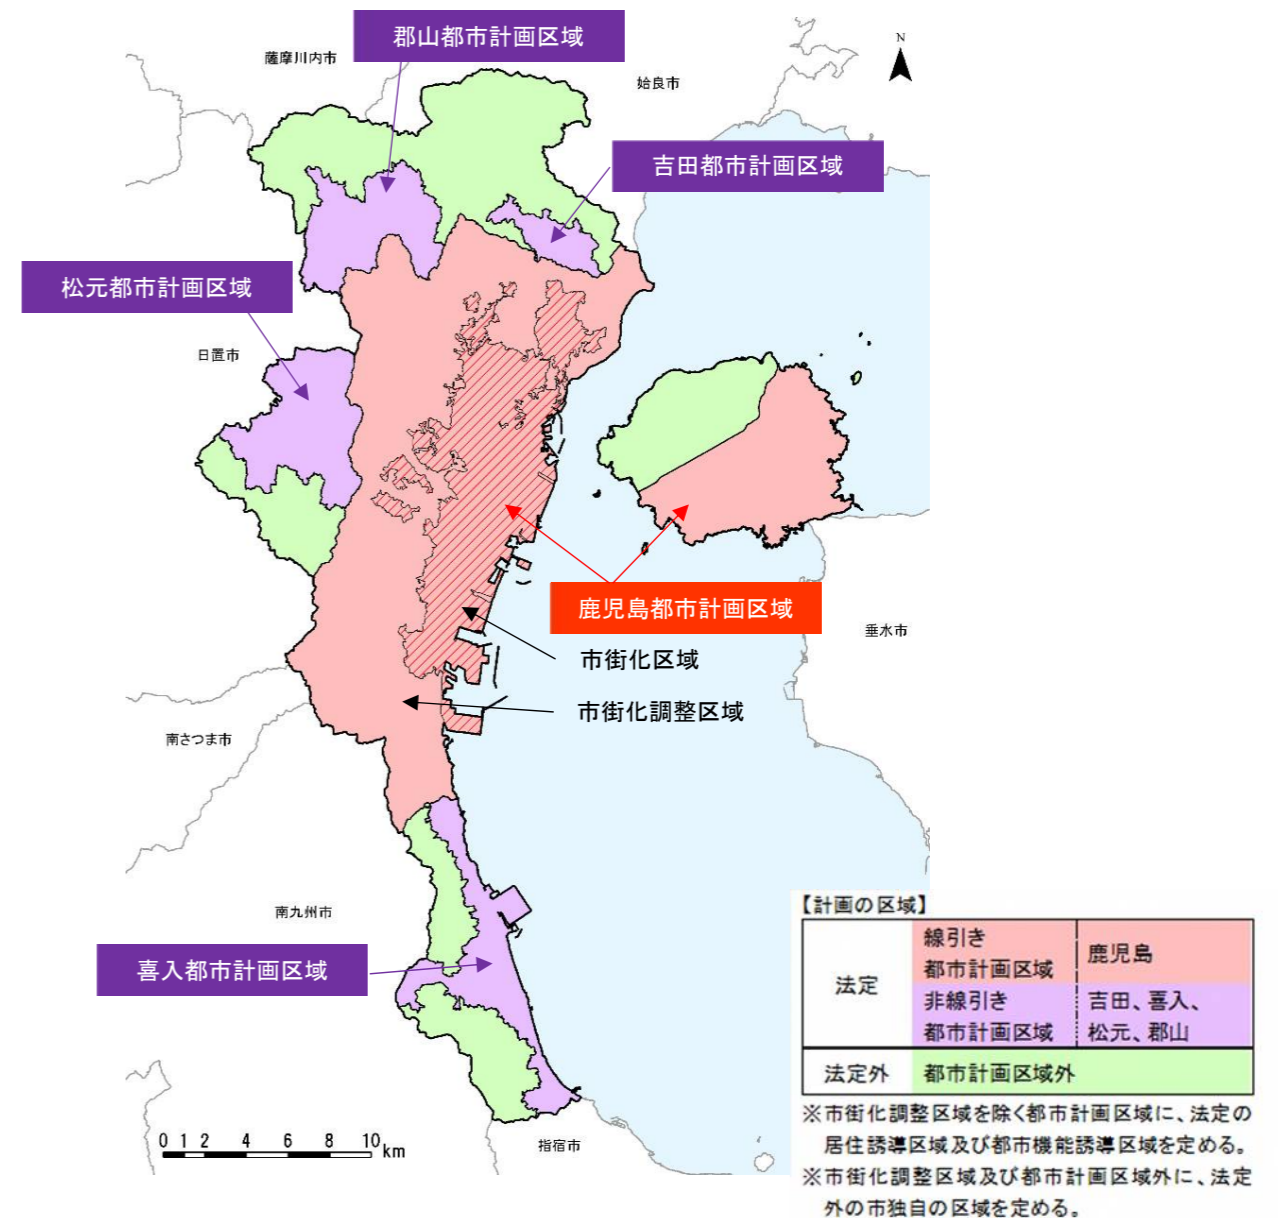 郡山都市計画区域
薩摩川内市
N
姶良市
吉田都市計画区域
松元都市計画区域
日置市
鹿児島都市計画区域
垂水市
市街化区域
市街化調整区域
南さつま市
南九州市
喜入都市計画区域
指宿市
0 1 2 4 6 8 10 km
【計画の区域】
法定
線引き
都市計画区域
鹿児島
非線引き
都市計画区域
吉田、喜入、
松元、郡山
法定外
都市計画区域外
※市街化調整区域を除く都市計画区域に、法定の
居住誘導区域及び都市機能誘導区域を定める。
※市街化調整区域及び都市計画区域外に、法定
外の市独自の区域を定める。